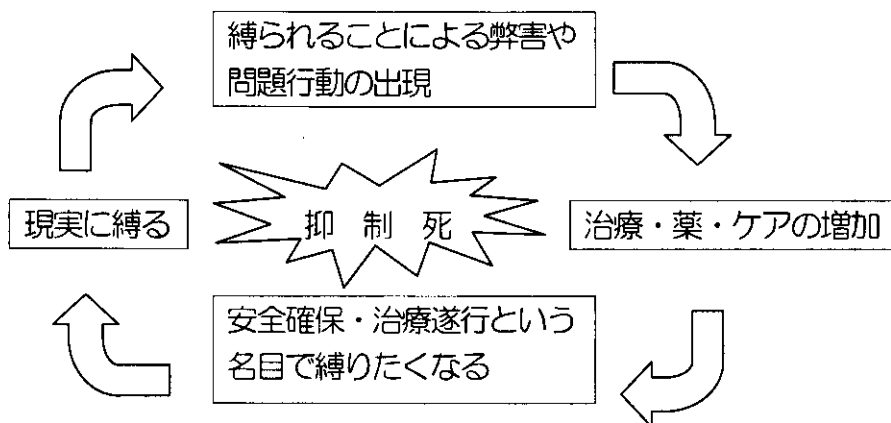 縛られることによる弊害や
問題行動の出現
現実に縛る
抑制死
治療・薬・ケアの増加
安全確保・治療遂行という
名目で縛りたくなる